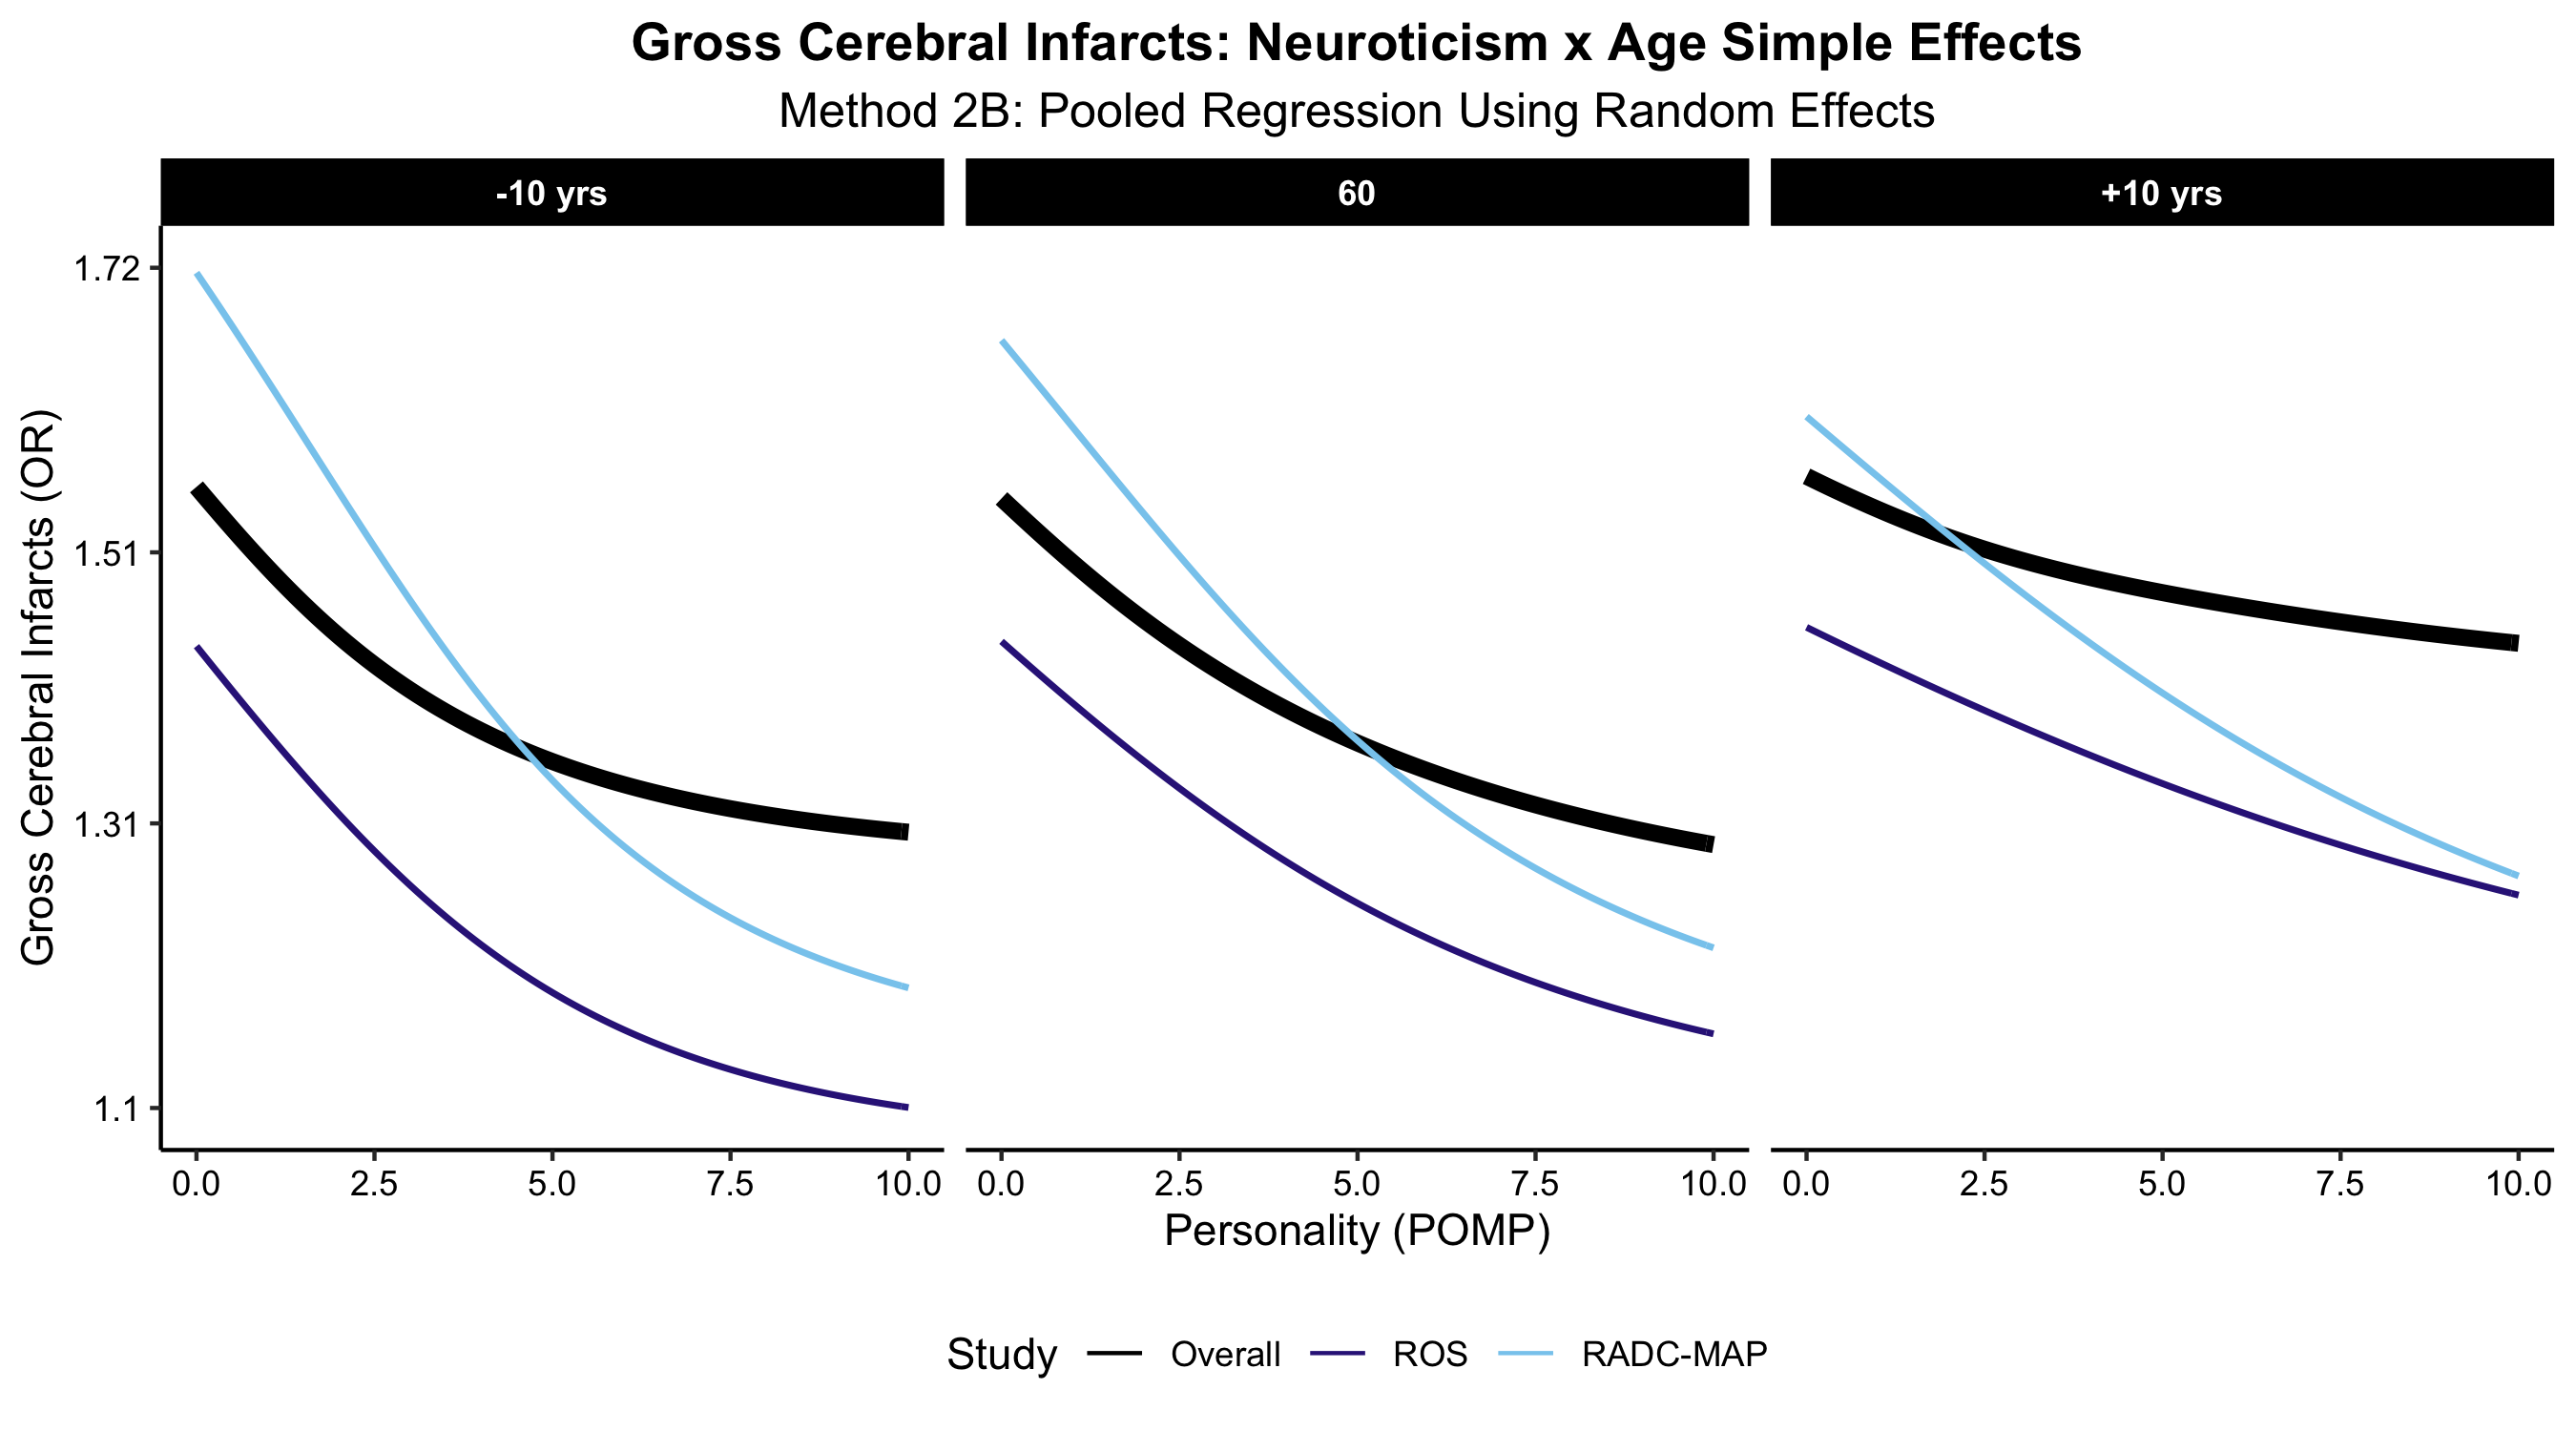 Gross Cerebral Infarcts: Neuroticism x Age Simple Effects
Method 2B: Pooled Regression Using Random Effects
-10 yrs 60 +10 yrs
Gross Cerebral Infarcts (OR)
1.72
1.51
1.31
1.1
0.0 2.5 5.0 7.5 10.0 0.0 2.5 5.0 7.5 10.0 0.0 2.5 5.0 7.5 10.0
Personality (POMP)
Study Overall ROS RADC-MAP